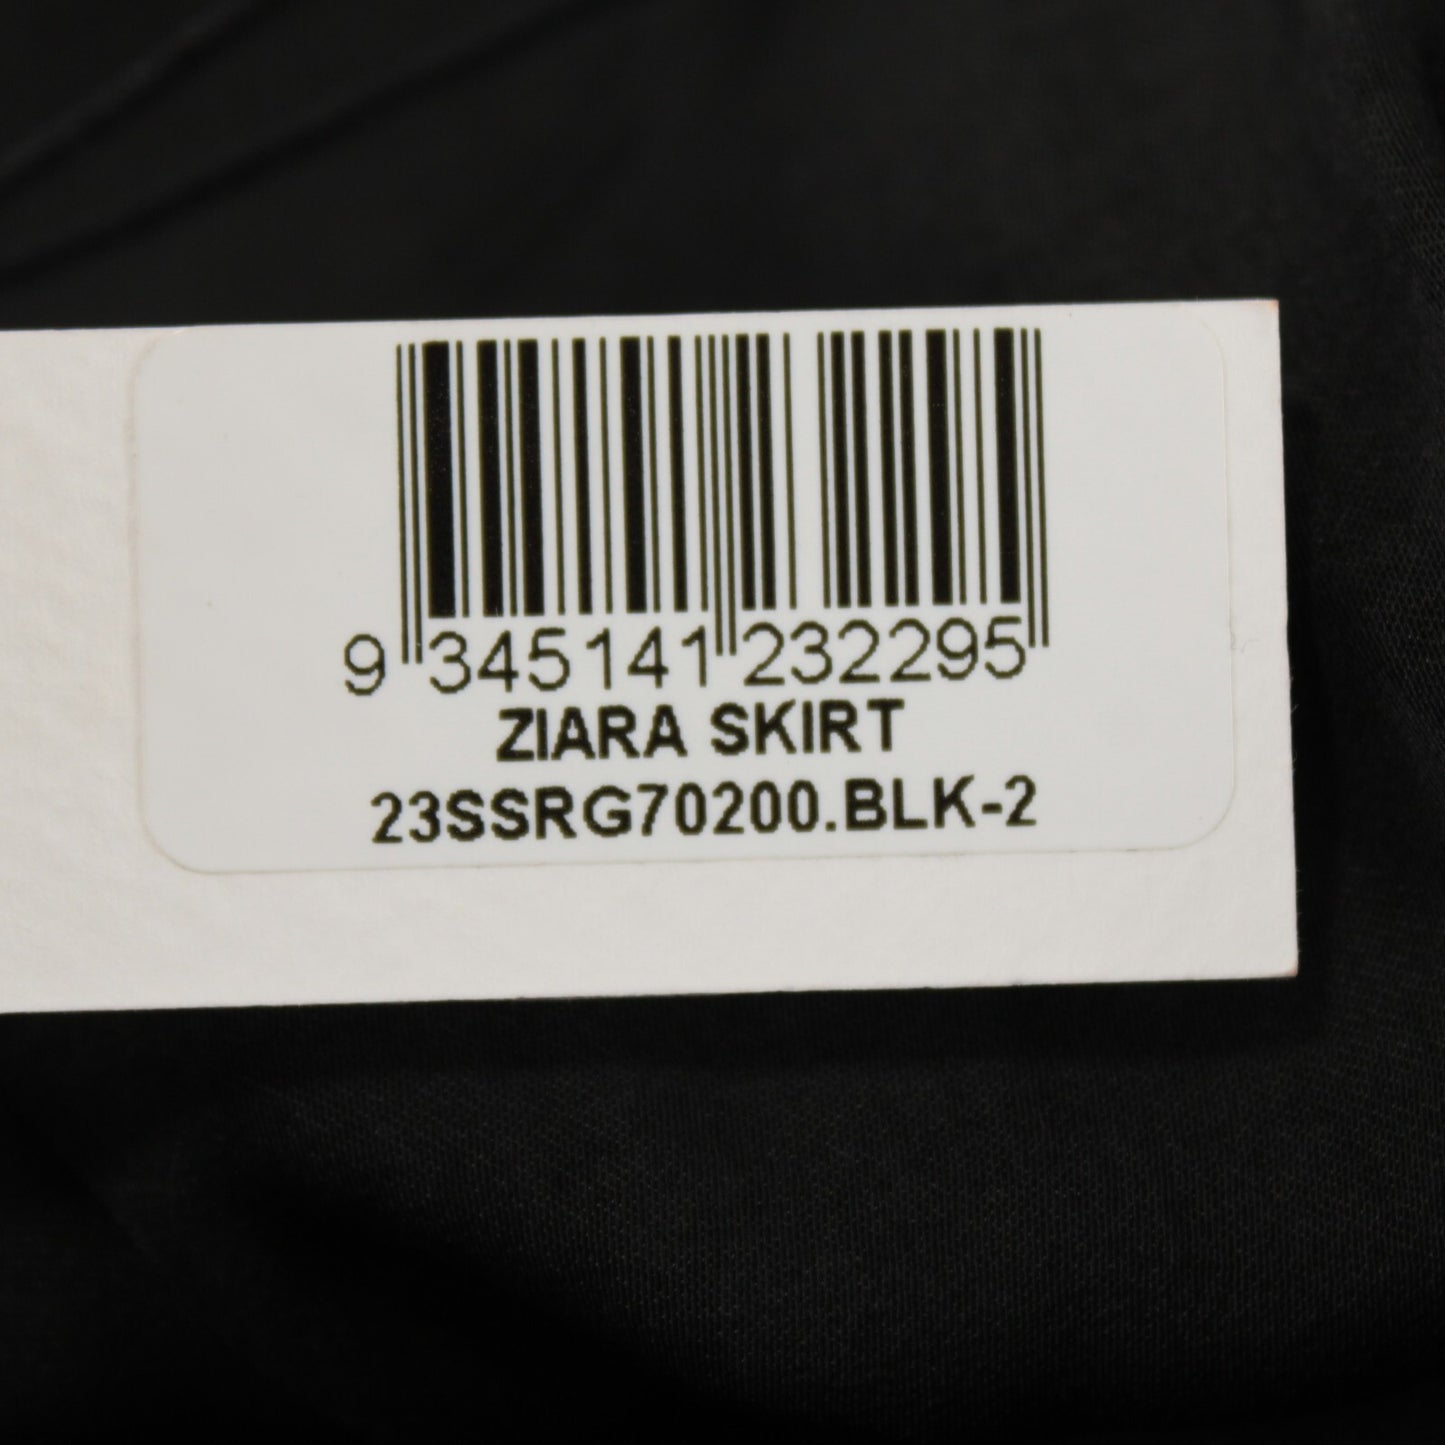 9 345141 232295
ZIARA SKIRT
23SSRG70200.BLK-2